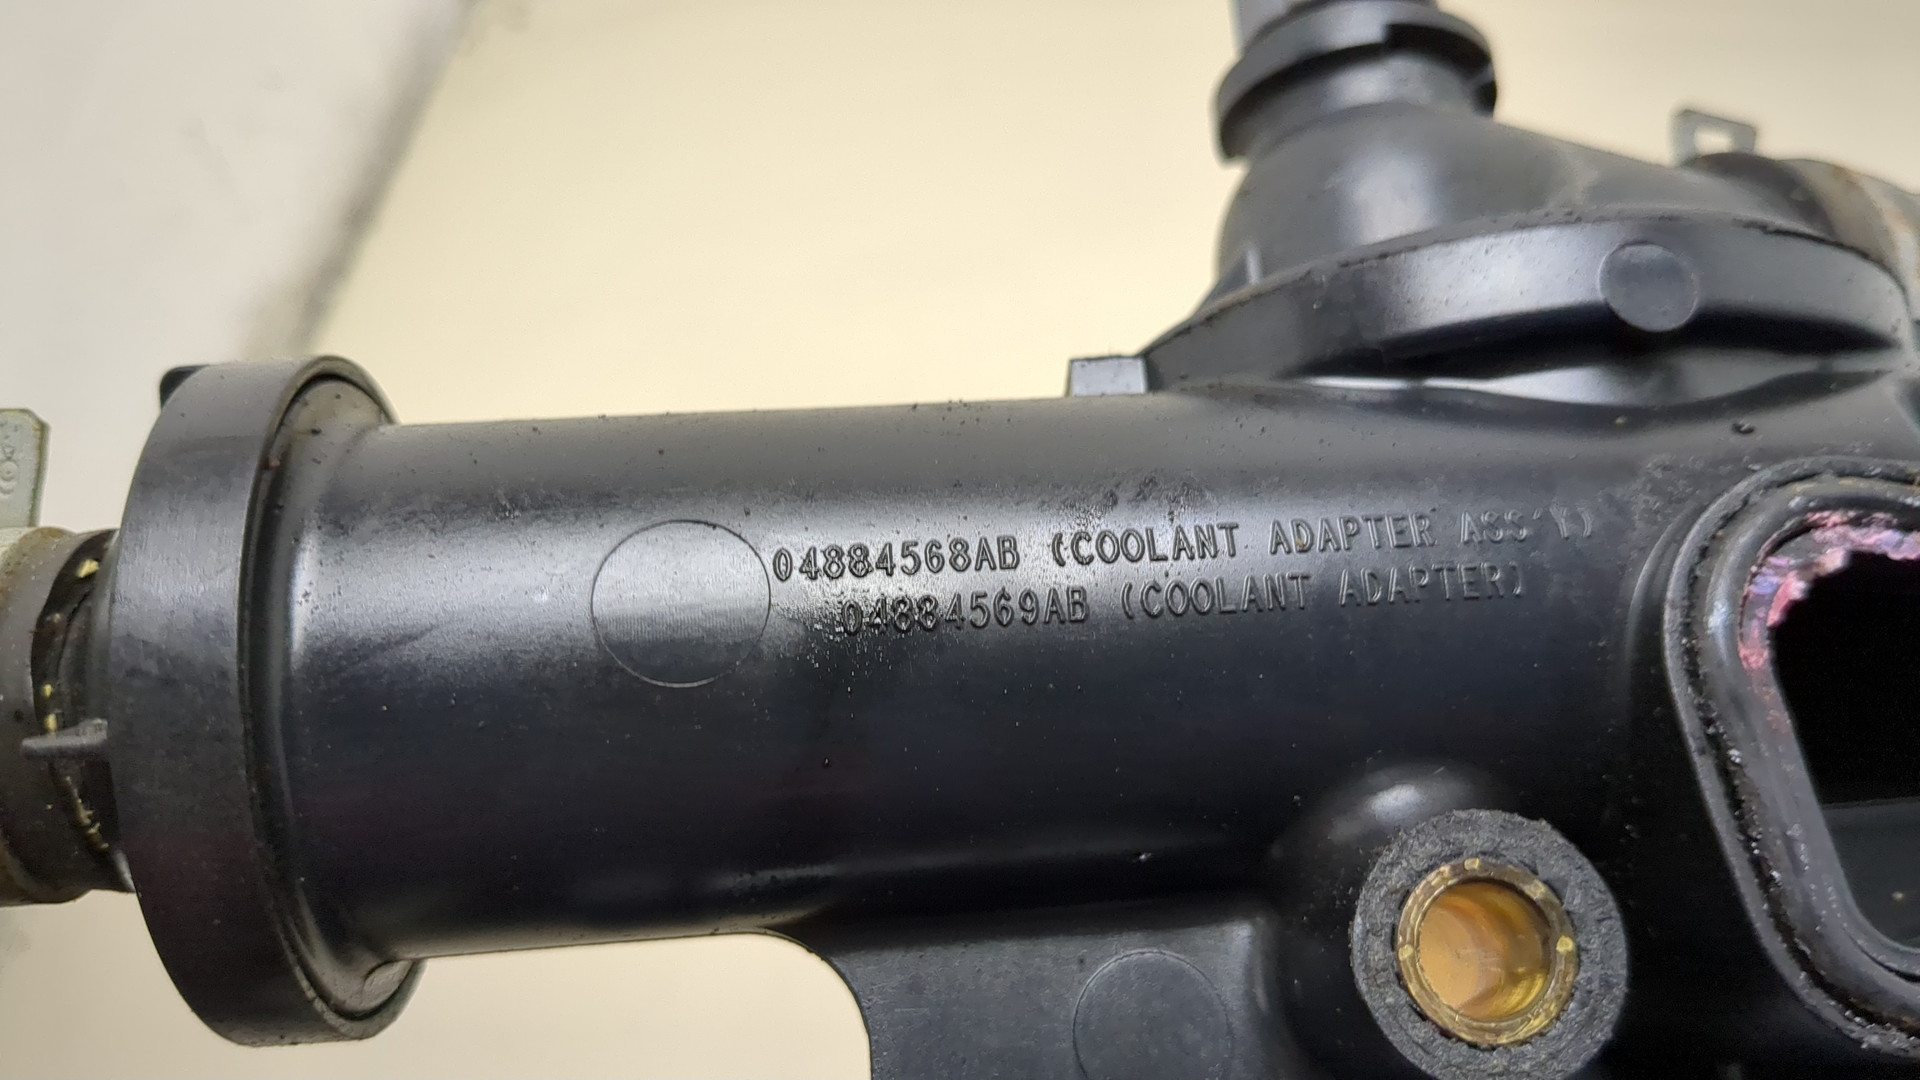 04884568AB (COOLANT ADAPTER ASS'Y)
04884569AB (COOLANT ADAPTER)